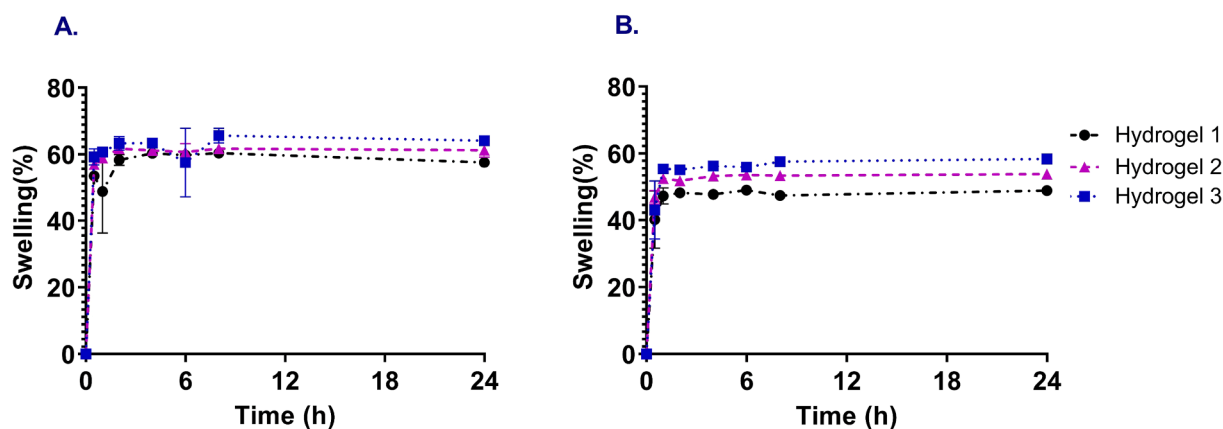 A.
B.
80
60
40
20
0
Swelling(%)
0 6 12 18 24
Time (h)
80
60
40
20
0
Swelling(%)
0 6 12 18 24
Time (h)
Hydrogel 1
Hydrogel 2
Hydrogel 3